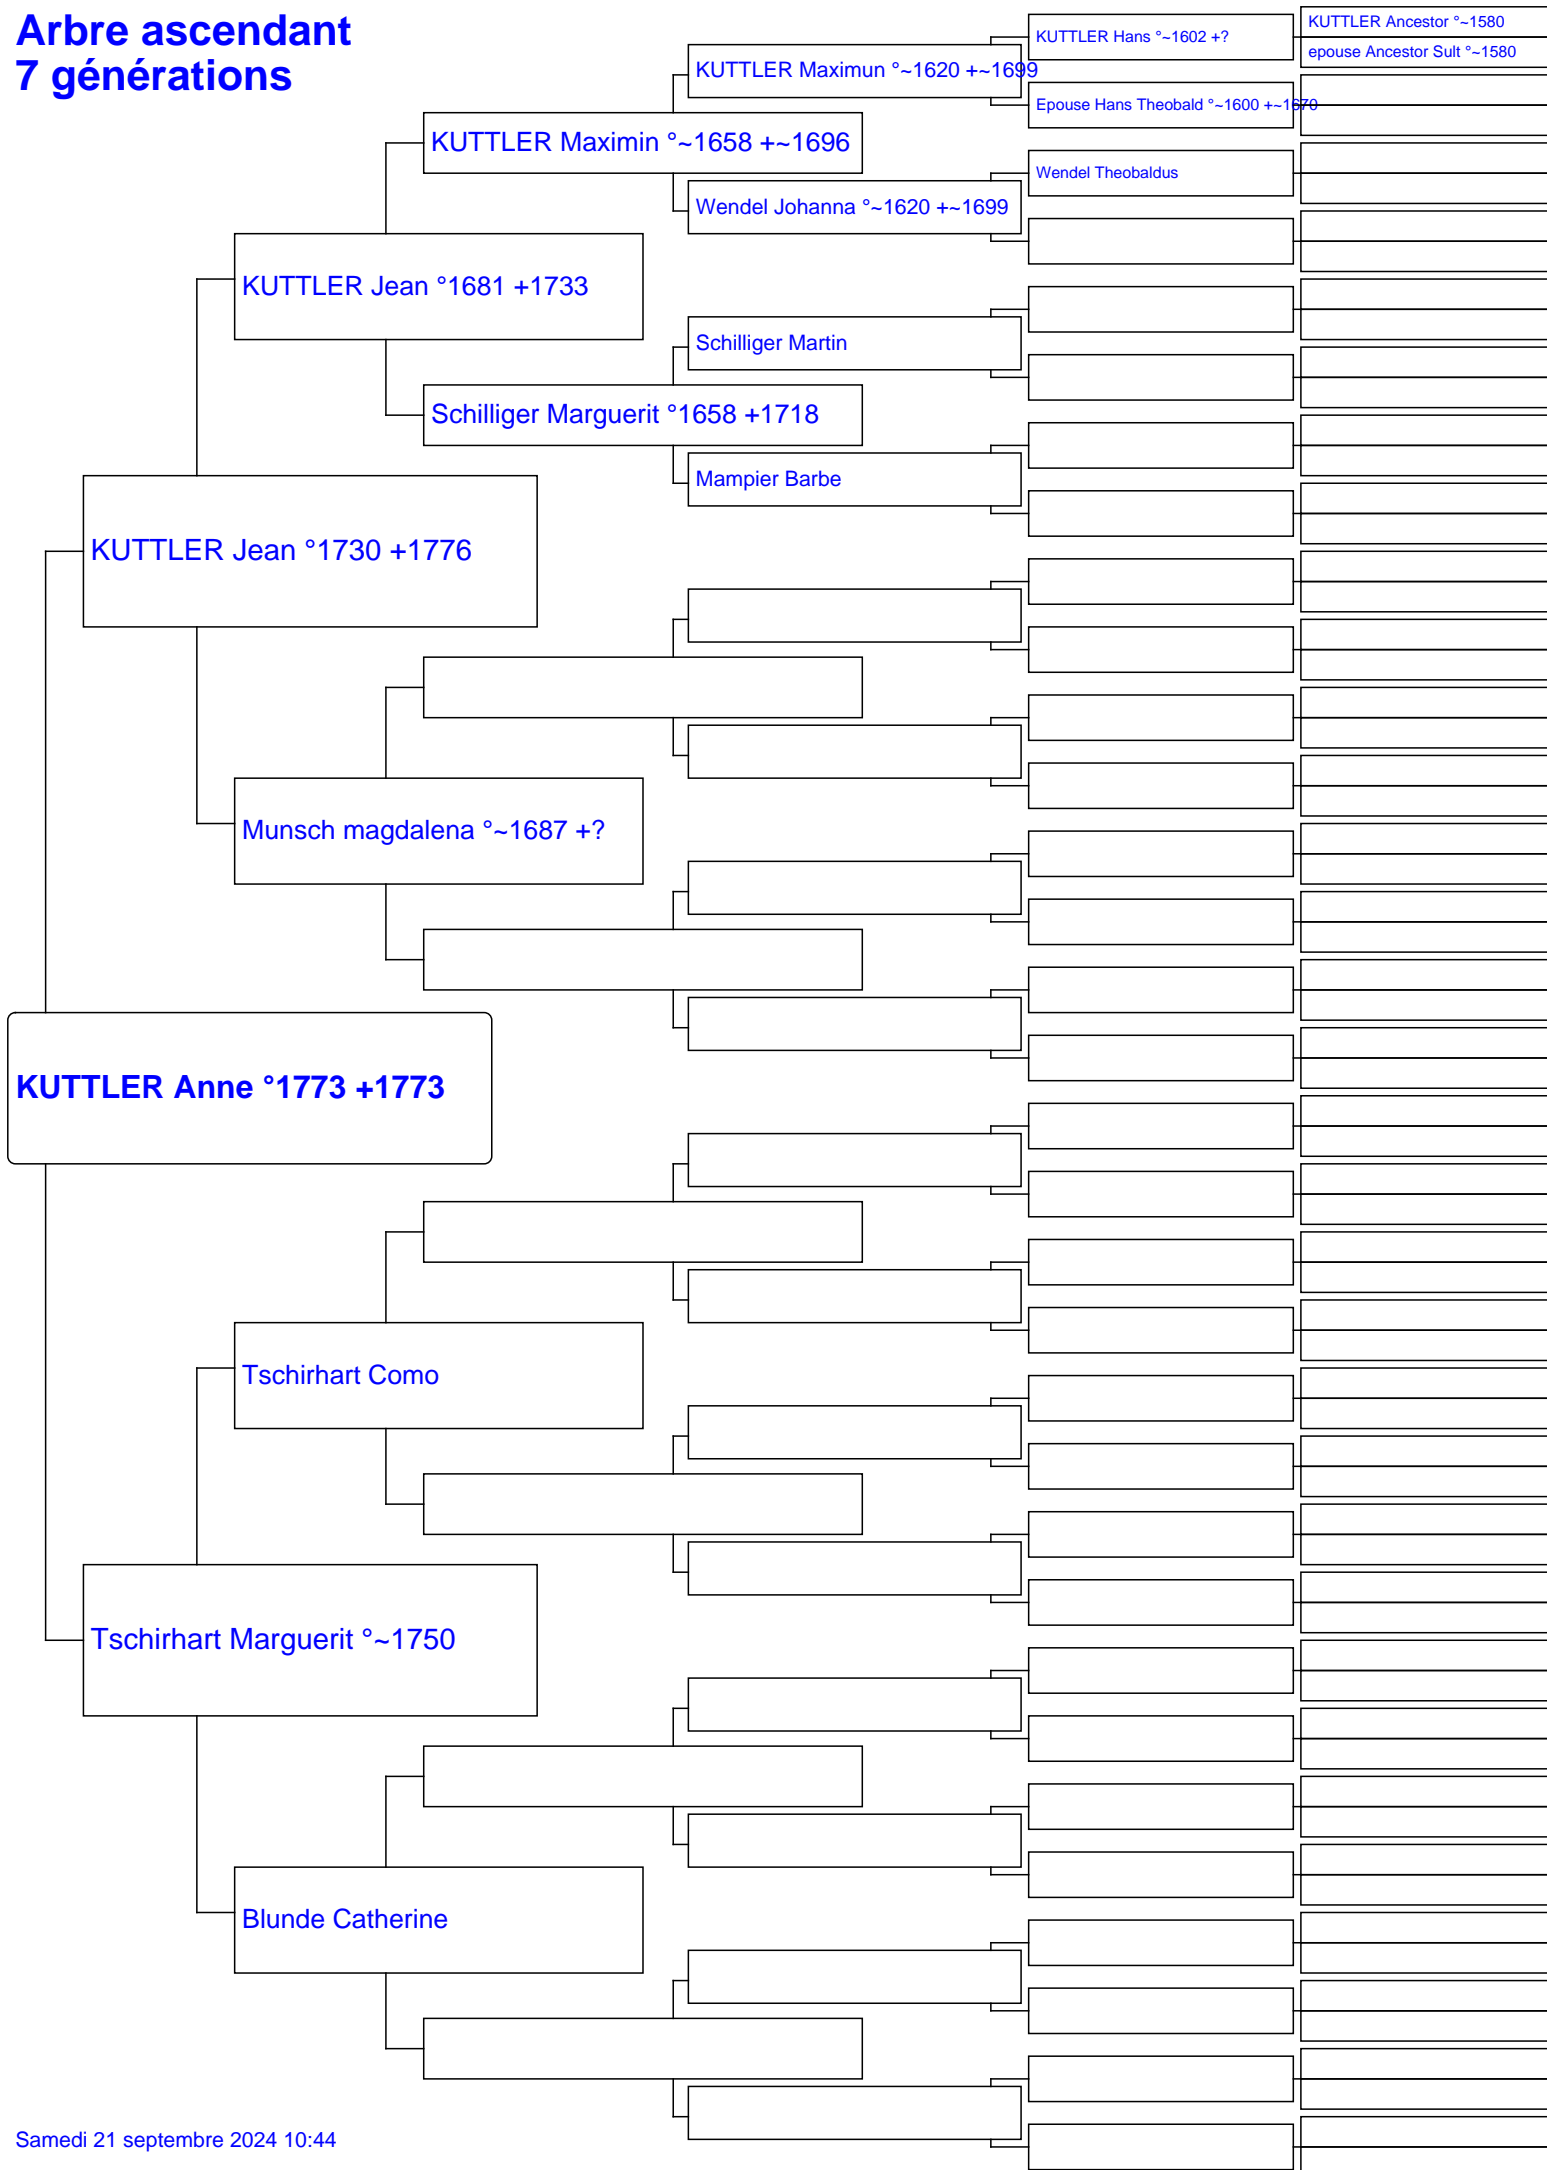 Arbre ascendant
7 générations
KUTTLER Ancestor °~1580
epouse Ancestor Sult °~1580
KUTTLER Hans °~1602 +?
KUTTLER Maximun °~1620 +~1699
Epouse Hans Theobald °~1600 +~1670
KUTTLER Maximin °~1658 +~1696
Wendel Theobaldus
Wendel Johanna °~1620 +~1699
KUTTLER Jean °1681 +1733
Schilliger Martin
Schilliger Marguerit °1658 +1718
Mampier Barbe
KUTTLER Jean °1730 +1776
Munsch magdalena °~1687 +?
KUTTLER Anne °1773 +1773
Tschirhart Como
Tschirhart Marguerit °~1750
Blunde Catherine
Samedi 21 septembre 2024 10:44